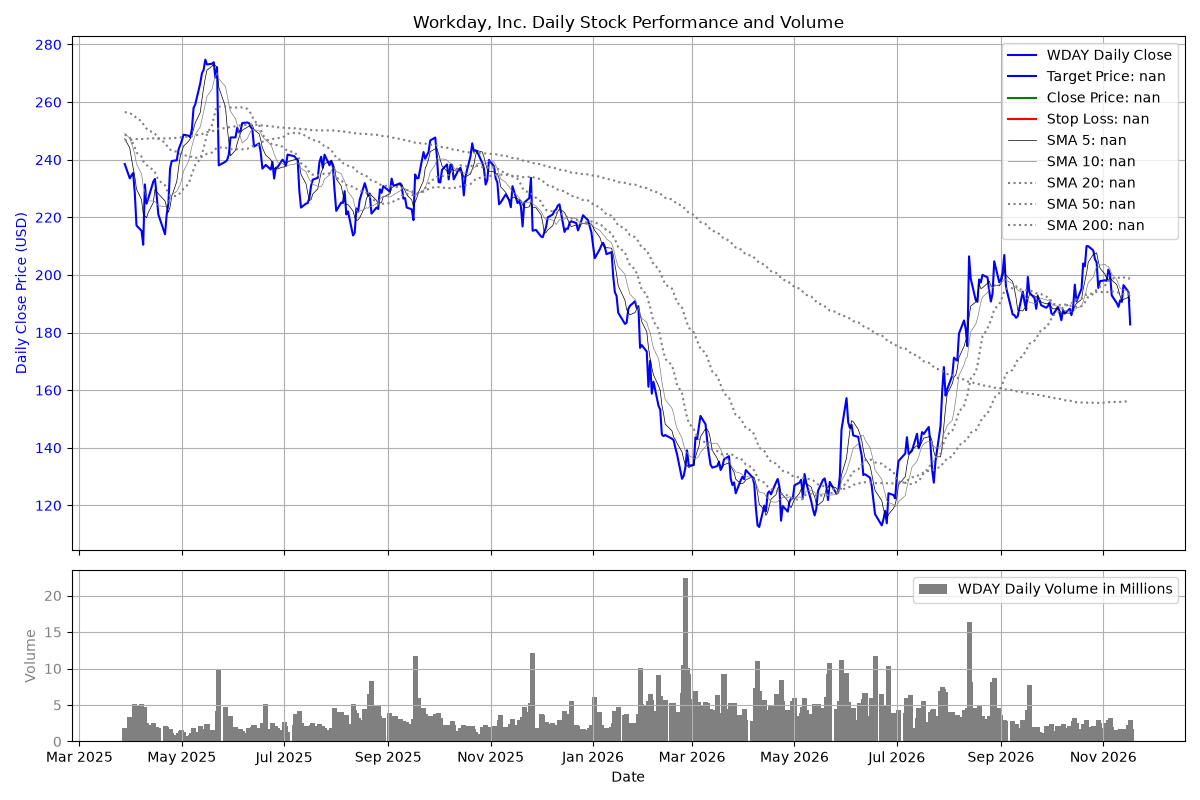 Workday, Inc. Daily Stock Performance and Volume
280
260
240
220
200
180
160
140
120
Daily Close Price (USD)
WDAY Daily Close
Target Price: nan
Close Price: nan
Stop Loss: nan
SMA 5: nan
SMA 10: nan
SMA 20: nan
SMA 50: nan
SMA 200: nan
20
15
10
5
0
Volume
WDAY Daily Volume in Millions
Mar 2025 May 2025 Jul 2025 Sep 2025 Nov 2025 Jan 2026 Mar 2026 May 2026 Jul 2026 Sep 2026 Nov 2026
Date